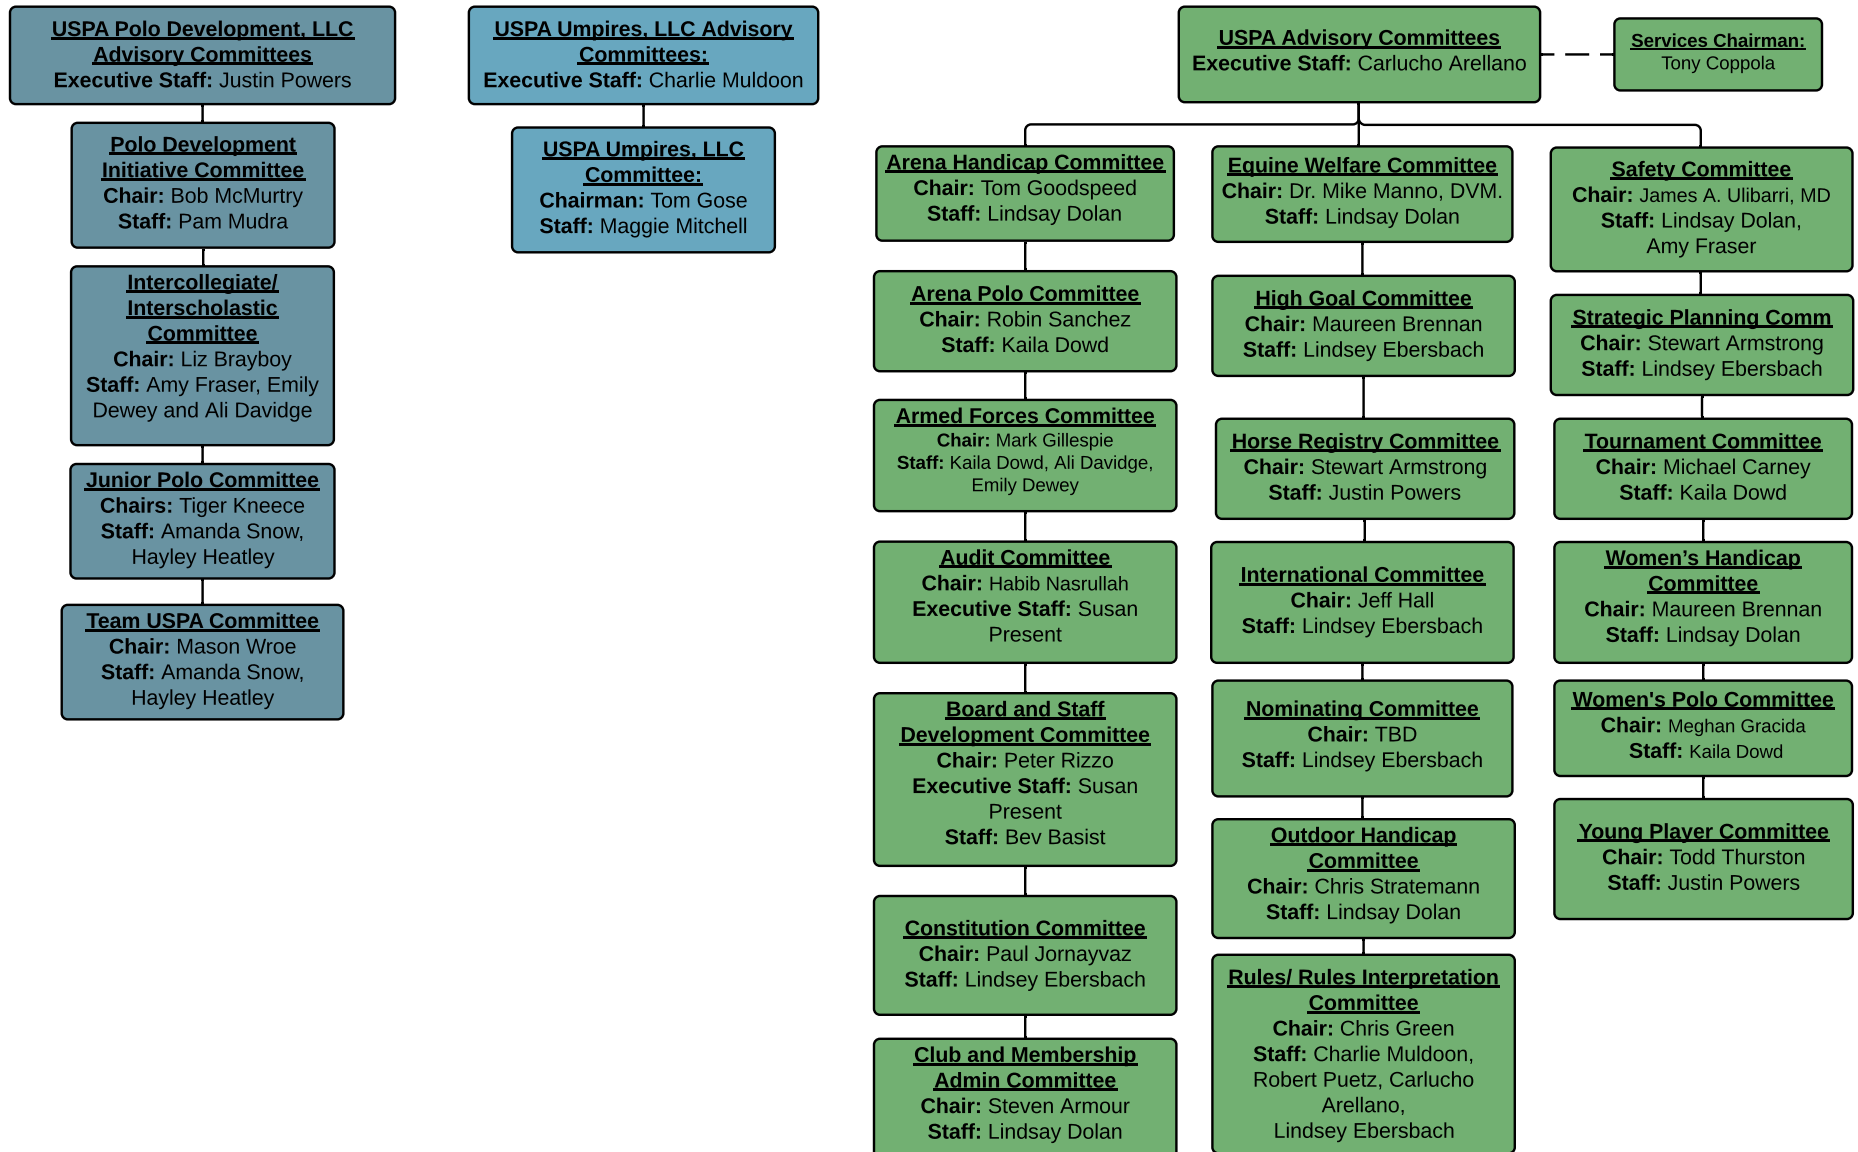 USPA Polo Development, LLC
Advisory Committees
Executive Staff: Justin Powers
Polo Development
Initiative Committee
Chair: Bob McMurtry
Staff: Pam Mudra
Intercollegiate/
Interscholastic
Committee
Chair: Liz Brayboy
Staff: Amy Fraser, Emily
Dewey and Ali Davidge
Junior Polo Committee
Chairs: Tiger Kneece
Staff: Amanda Snow,
Hayley Heatley
Team USPA Committee
Chair: Mason Wroe
Staff: Amanda Snow,
Hayley Heatley
USPA Umpires, LLC Advisory
Committees:
Executive Staff: Charlie Muldoon
USPA Umpires, LLC
Committee:
Chairman: Tom Gose
Staff: Maggie Mitchell
USPA Advisory Committees
Executive Staff: Carlucho Arellano
Services Chairman:
Tony Coppola
Arena Handicap Committee
Chair: Tom Goodspeed
Staff: Lindsay Dolan
Arena Polo Committee
Chair: Robin Sanchez
Staff: Kaila Dowd
Armed Forces Committee
Chair: Mark Gillespie
Staff: Kaila Dowd, Ali Davidge,
Emily Dewey
Audit Committee
Chair: Habib Nasrullah
Executive Staff: Susan
Present
Board and Staff
Development Committee
Chair: Peter Rizzo
Executive Staff: Susan
Present
Staff: Bev Basist
Constitution Committee
Chair: Paul Jornayvaz
Staff: Lindsey Ebersbach
Club and Membership
Admin Committee
Chair: Steven Armour
Staff: Lindsay Dolan
Equine Welfare Committee
Chair: Dr. Mike Manno, DVM.
Staff: Lindsay Dolan
High Goal Committee
Chair: Maureen Brennan
Staff: Lindsey Ebersbach
Horse Registry Committee
Chair: Stewart Armstrong
Staff: Justin Powers
International Committee
Chair: Jeff Hall
Staff: Lindsey Ebersbach
Nominating Committee
Chair: TBD
Staff: Lindsey Ebersbach
Outdoor Handicap
Committee
Chair: Chris Stratemann
Staff: Lindsay Dolan
Rules/ Rules Interpretation
Committee
Chair: Chris Green
Staff: Charlie Muldoon,
Robert Puetz, Carlucho
Arellano,
Lindsey Ebersbach
Safety Committee
Chair: James A. Ulibarri, MD
Staff: Lindsay Dolan,
Amy Fraser
Strategic Planning Comm
Chair: Stewart Armstrong
Staff: Lindsey Ebersbach
Tournament Committee
Chair: Michael Carney
Staff: Kaila Dowd
Women’s Handicap
Committee
Chair: Maureen Brennan
Staff: Lindsay Dolan
Women's Polo Committee
Chair: Meghan Gracida
Staff: Kaila Dowd
Young Player Committee
Chair: Todd Thurston
Staff: Justin Powers